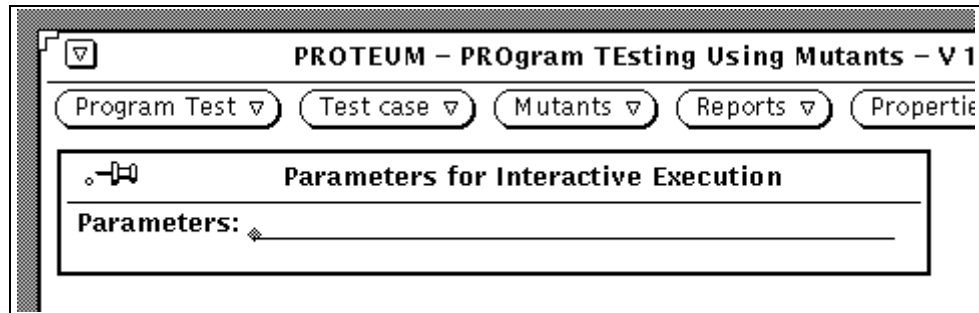 PROTEUM – PROgram TEsting Using Mutants – V 1
Program Test Test case Mutants Reports Propertie
Parameters for Interactive Execution
Parameters: